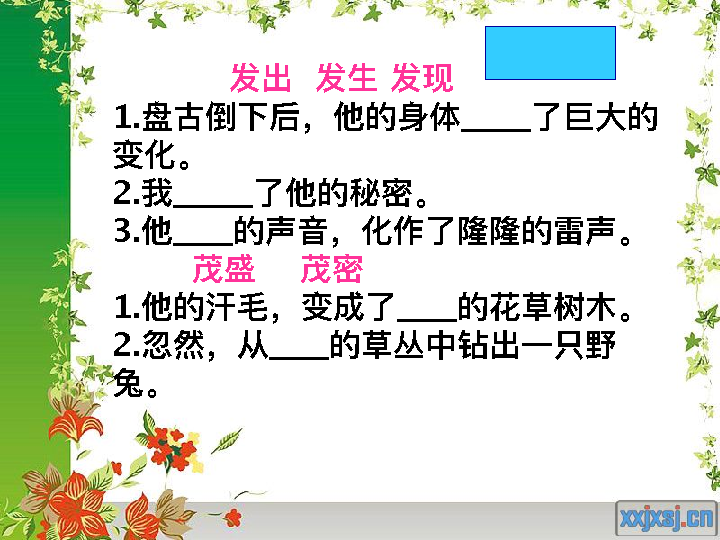 发出 发生 发现
1.盘古倒下后，他的身体_____了巨大的
变化。
2.我______了他的秘密。
3.他____的声音，化作了隆隆的雷声。
茂盛 茂密
1.他的汗毛，变成了____的花草树木。
2.忽然，从____的草丛中钻出一只野
兔。
xxjxsj.cn